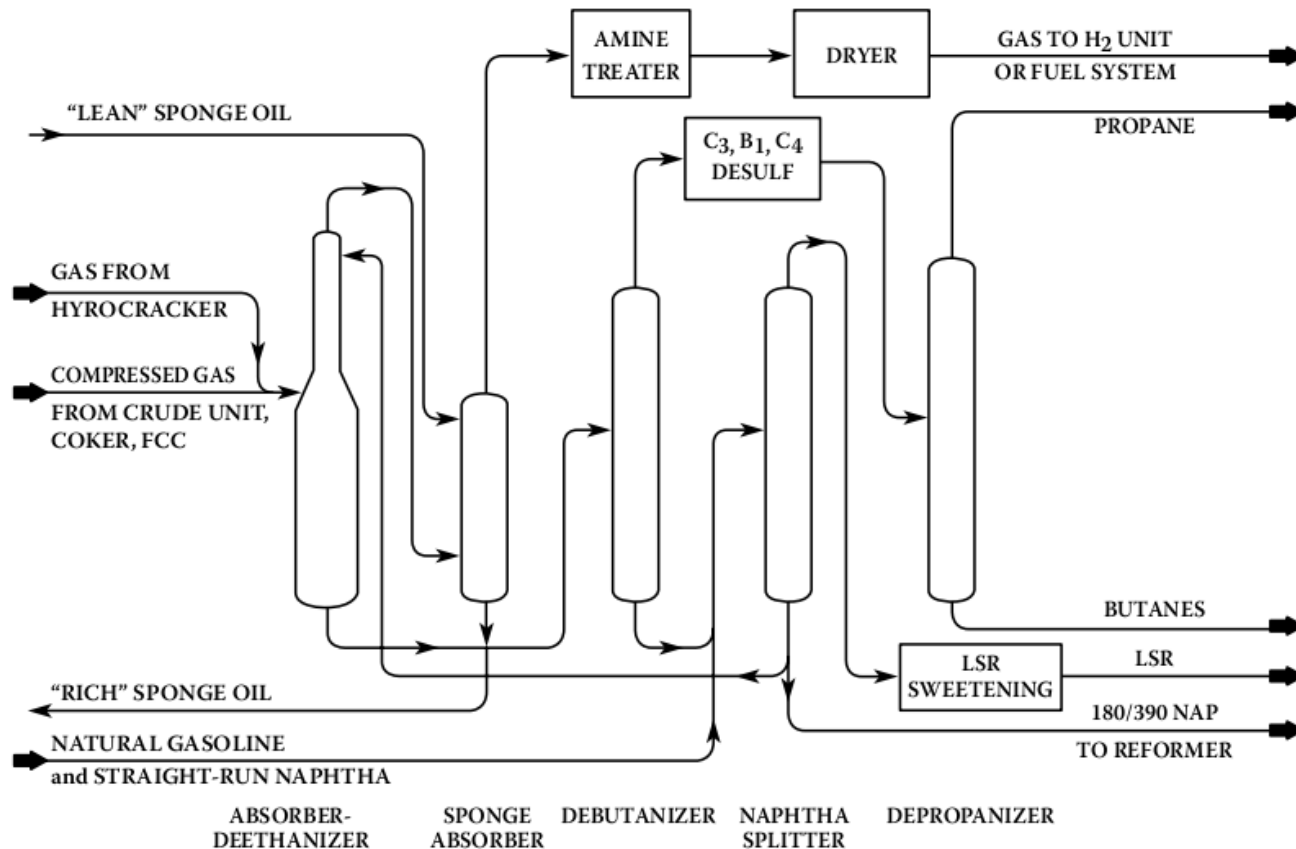 AMINE
TREATER
DRYER
GAS TO H₂ UNIT
OR FUEL SYSTEM
“LEAN” SPONGE OIL
C₃, B₁, C₄
DESULF
PROPANE
GAS FROM
HYROCRACKER
COMPRESSED GAS
FROM CRUDE UNIT,
COKER, FCC
BUTANES
LSR
SWEETENING
LSR
“RICH” SPONGE OIL
180/390 NAP
TO REFORMER
NATURAL GASOLINE
and STRAIGHT-RUN NAPHTHA
ABSORBER-
DEETHANIZER
SPONGE
ABSORBER
DEBUTANIZER
NAPHTHA
SPLITTER
DEPROPANIZER